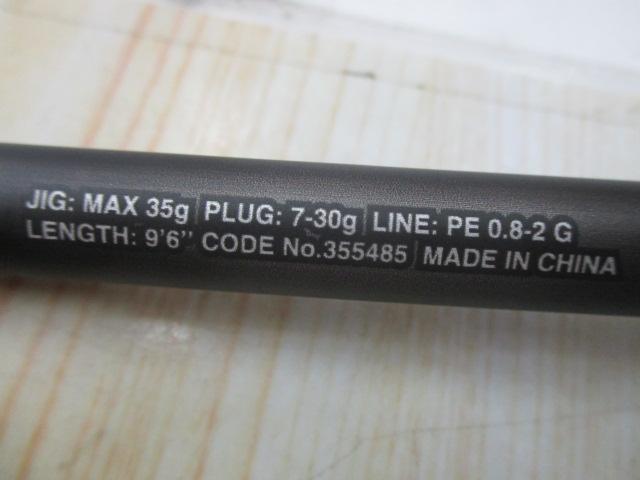 JIG: MAX 35g PLUG: 7-30g LINE: PE 0.8-2 G
LENGTH: 9'6'' CODE No.355485 MADE IN CHINA